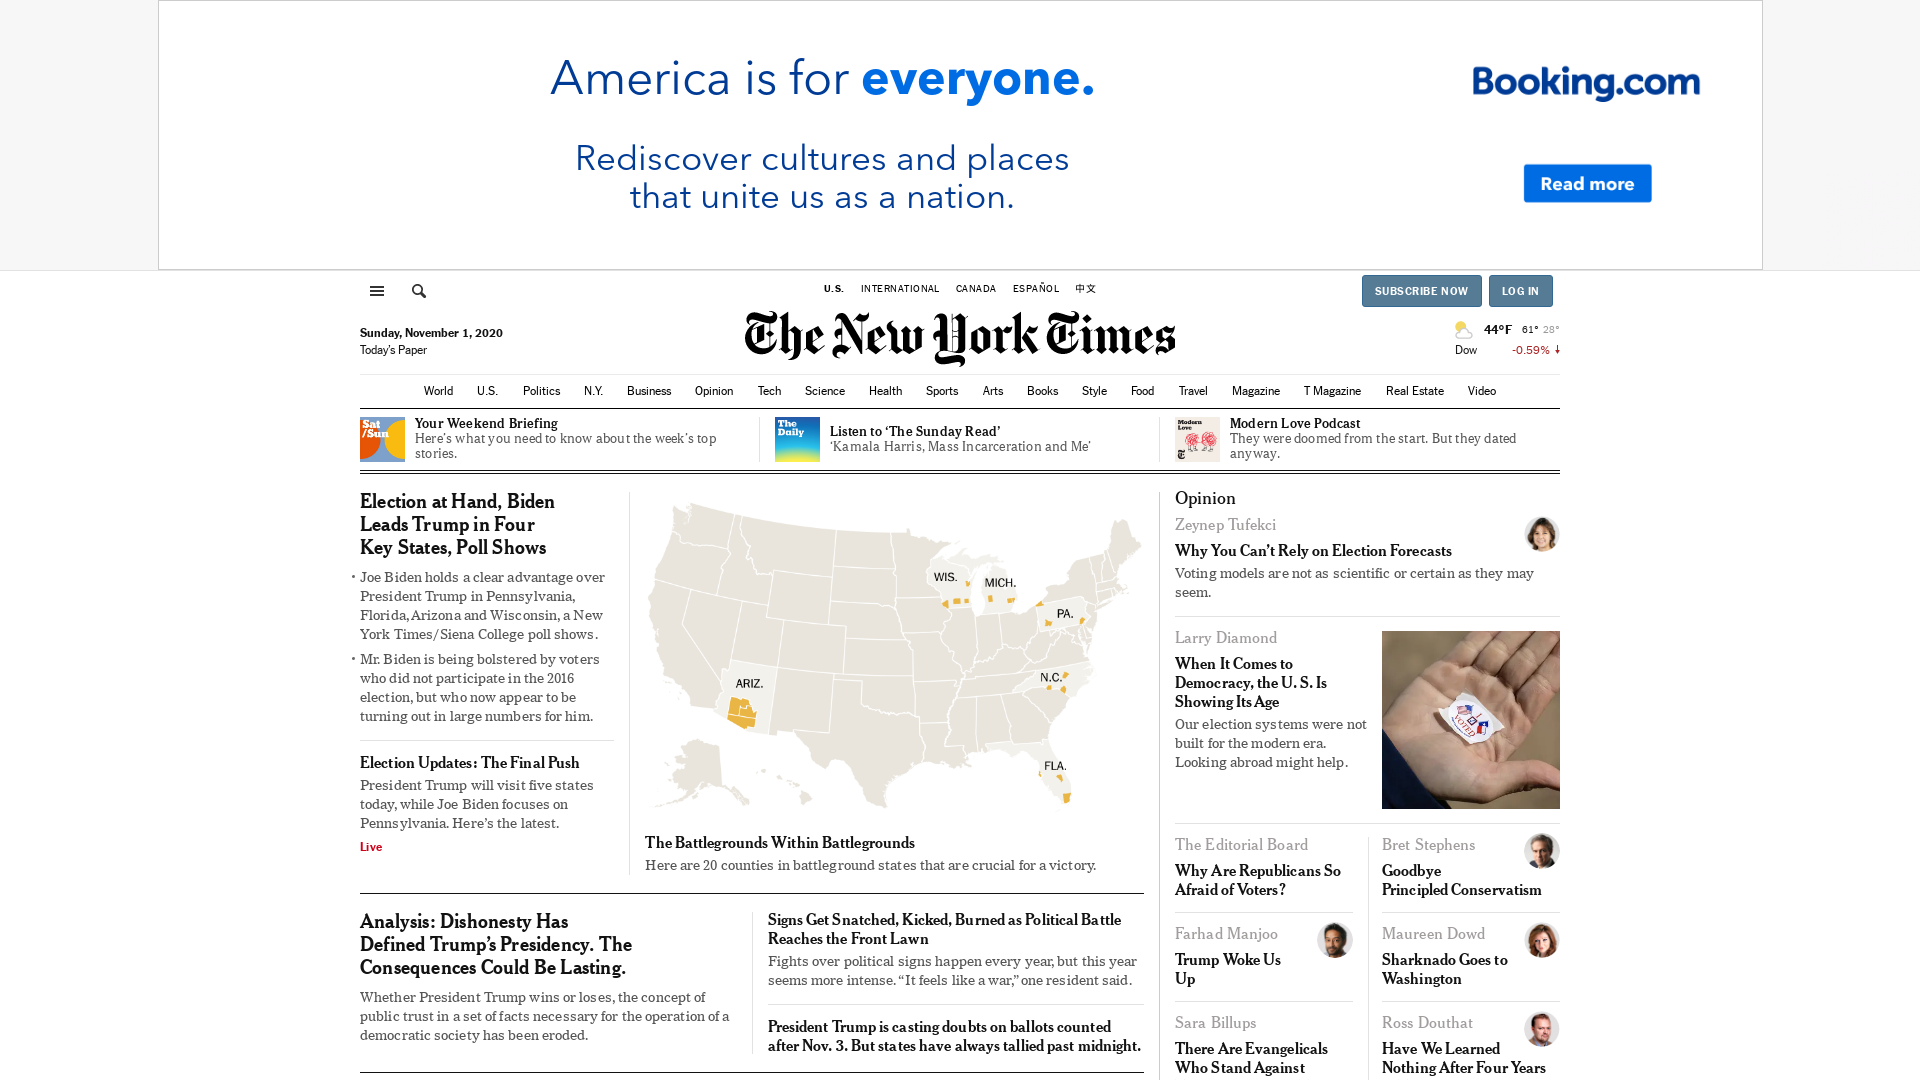 America is for everyone.
Booking.com
Rediscover cultures and places
that unite us as a nation.
Read more
U.S. INTERNATIONAL CANADA ESPAÑOL 中文
SUBSCRIBE NOW LOG IN
Sunday, November 1, 2020
Today's Paper
The New York Times
44°F 61° 28°
Dow -0.59% ↓
World U.S. Politics N.Y. Business Opinion Tech Science Health Sports Arts Books Style Food Travel Magazine T Magazine Real Estate Video
Sat
/Sun
Your Weekend Briefing
Here's what you need to know about the week's top
stories.
The
Daily
Listen to ‘The Sunday Read’
‘Kamala Harris, Mass Incarceration and Me’
Modern
Love
Modern Love Podcast
They were doomed from the start. But they dated
anyway.
Election at Hand, Biden
Leads Trump in Four
Key States, Poll Shows
• Joe Biden holds a clear advantage over
President Trump in Pennsylvania,
Florida, Arizona and Wisconsin, a New
York Times/Siena College poll shows.
• Mr. Biden is being bolstered by voters
who did not participate in the 2016
election, but who now appear to be
turning out in large numbers for him.
Election Updates: The Final Push
President Trump will visit five states
today, while Joe Biden focuses on
Pennsylvania. Here's the latest.
Live
WIS.
MICH.
PA.
N.C.
ARIZ.
FLA.
The Battlegrounds Within Battlegrounds
Here are 20 counties in battleground states that are crucial for a victory.
Analysis: Dishonesty Has
Defined Trump's Presidency. The
Consequences Could Be Lasting.
Whether President Trump wins or loses, the concept of
public trust in a set of facts necessary for the operation of a
democratic society has been eroded.
Signs Get Snatched, Kicked, Burned as Political Battle
Reaches the Front Lawn
Fights over political signs happen every year, but this year
seems more intense. “It feels like a war,” one resident said.
President Trump is casting doubts on ballots counted
after Nov. 3. But states have always tallied past midnight.
Opinion
Zeynep Tufekci
Why You Can't Rely on Election Forecasts
Voting models are not as scientific or certain as they may
seem.
Larry Diamond
When It Comes to
Democracy, the U. S. Is
Showing Its Age
Our election systems were not
built for the modern era.
Looking abroad might help.
I
VOTED
The Editorial Board
Why Are Republicans So
Afraid of Voters?
Bret Stephens
Goodbye
Principled Conservatism
Farhad Manjoo
Trump Woke Us
Up
Maureen Dowd
Sharknado Goes to
Washington
Sara Billups
There Are Evangelicals
Who Stand Against
Ross Douthat
Have We Learned
Nothing After Four Years